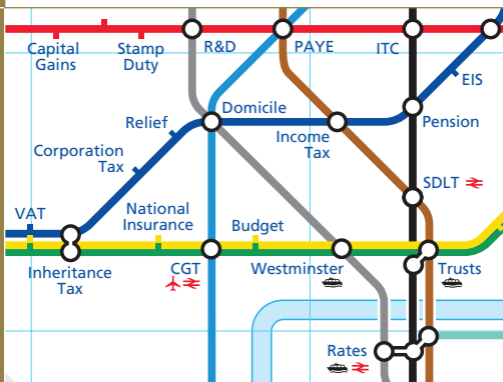 Capital
Gains
Stamp
Duty
R&D
PAYE
ITC
EIS
Domicile
Relief
Income
Tax
Pension
Corporation
Tax
SDLT
VAT
National
Insurance
Budget
Inheritance
Tax
CGT
Westminster
Trusts
Rates